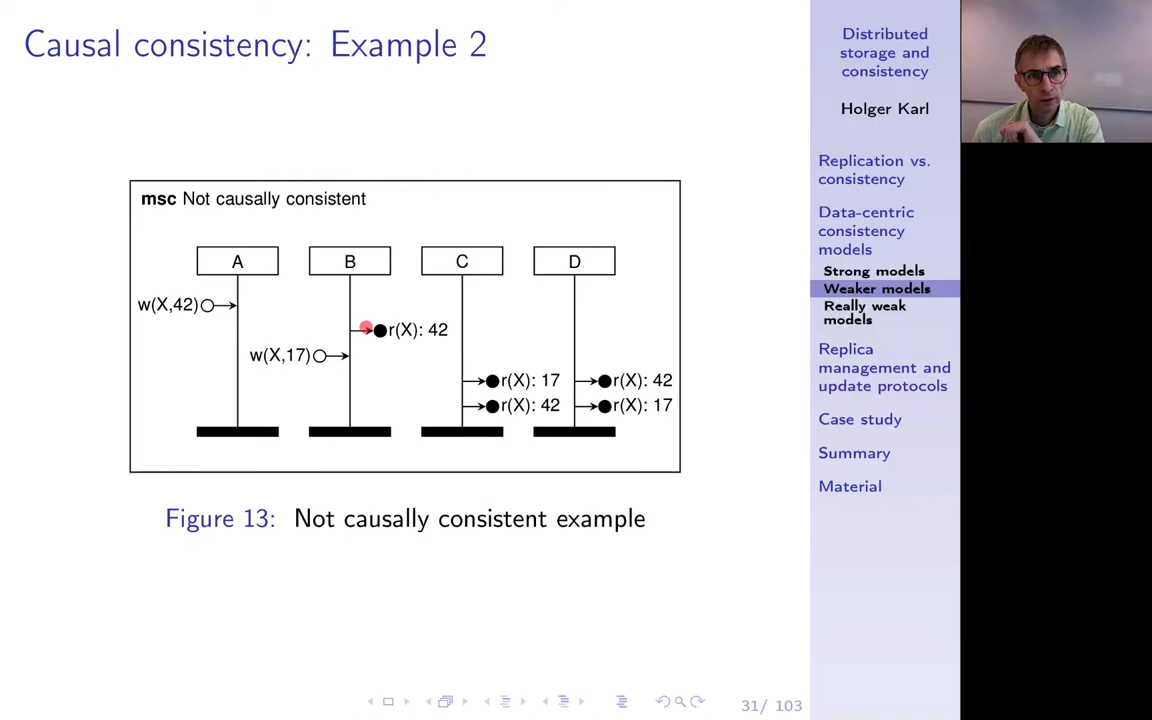 Causal consistency: Example 2
msc Not causally consistent
A
B
C
D
w(X,42)
r(X): 42
w(X,17)
r(X): 17
r(X): 42
r(X): 42
r(X): 17
Figure 13: Not causally consistent example
31/ 103
Distributed
storage and
consistency
Holger Karl
Replication vs.
consistency
Data-centric
consistency
models
Strong models
Weaker models
Really weak
models
Replica
management and
update protocols
Case study
Summary
Material